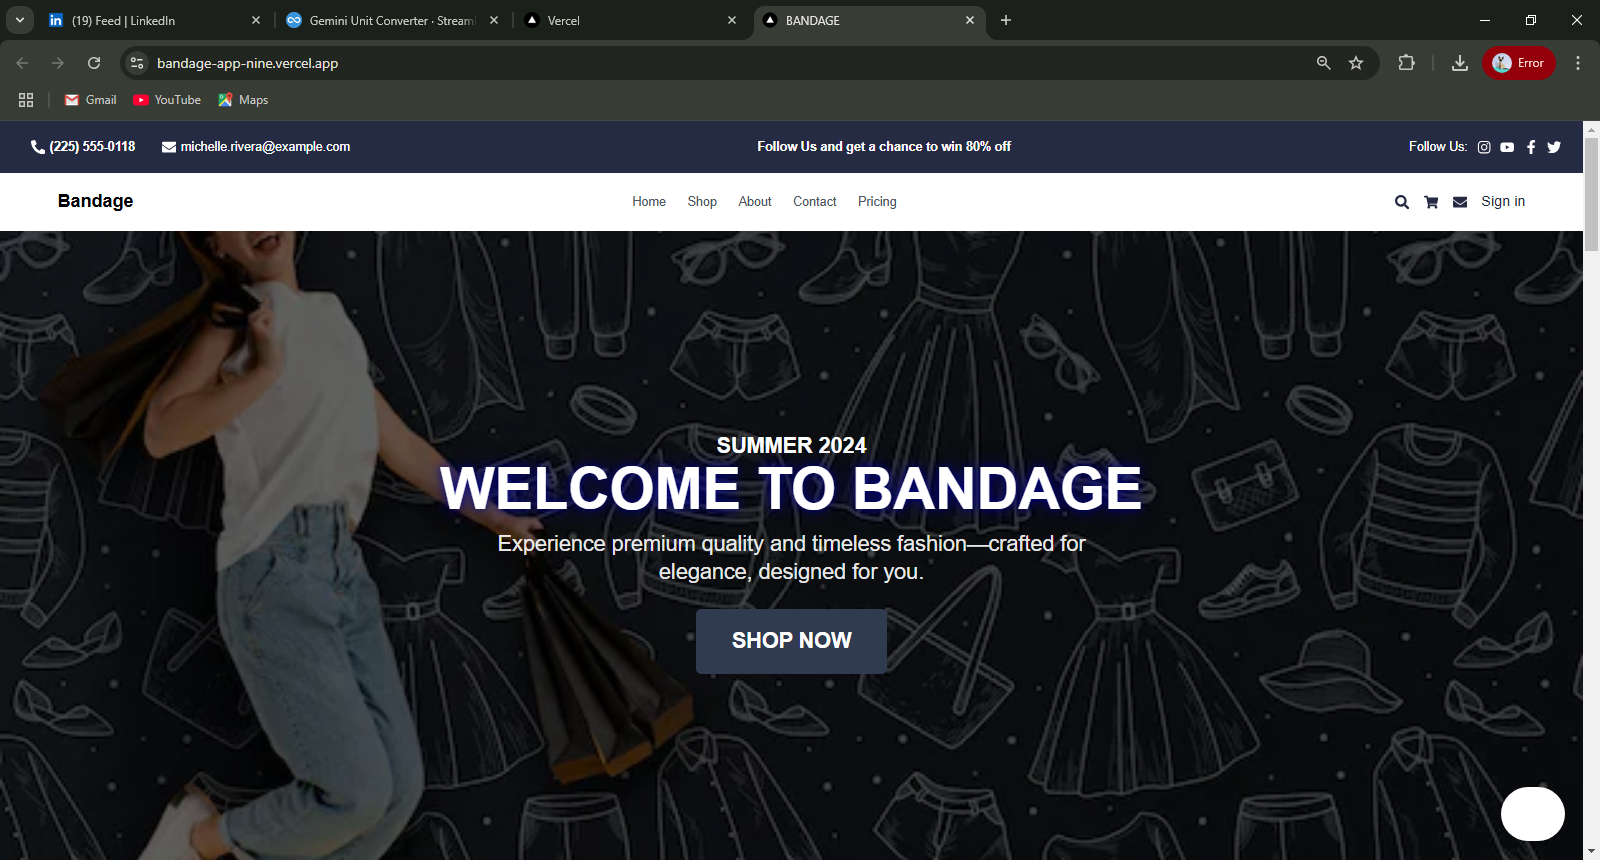 (19) Feed | LinkedIn
Gemini Unit Converter · Stream
Vercel
BANDAGE
bandage-app-nine.vercel.app
Error
Gmail
YouTube
Maps
(225) 555-0118
michelle.rivera@example.com
Follow Us and get a chance to win 80% off
Follow Us:
Bandage
Home
Shop
About
Contact
Pricing
Sign in
SUMMER 2024
WELCOME TO BANDAGE
Experience premium quality and timeless fashion—crafted for
elegance, designed for you.
SHOP NOW